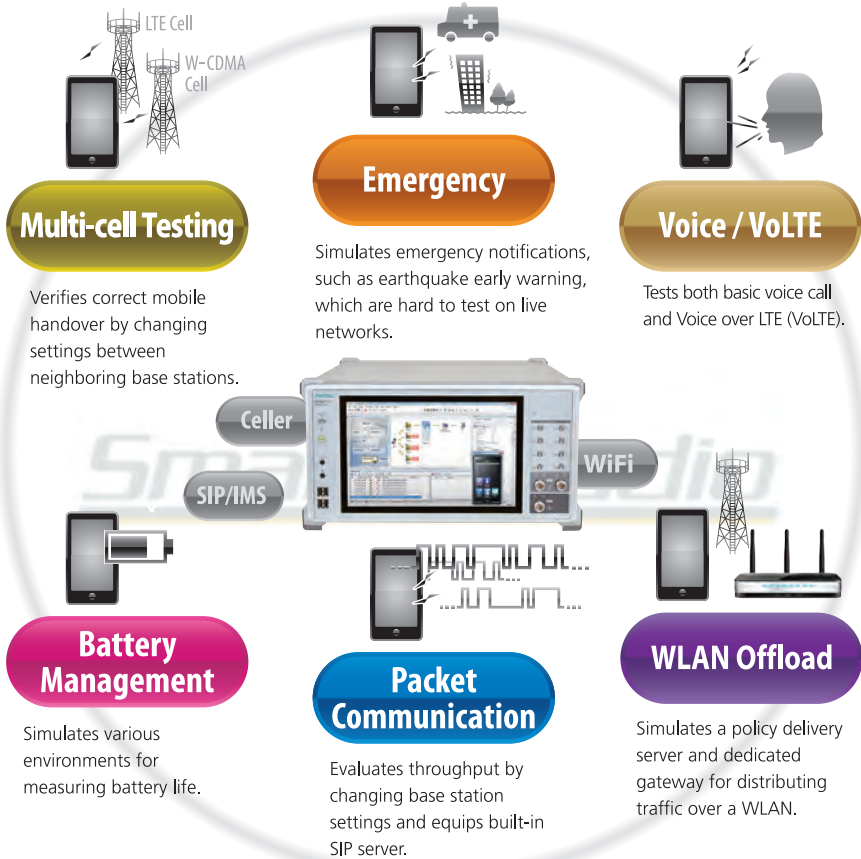 LTE Cell
W-CDMA
Cell
Multi-cell Testing
Verifies correct mobile
handover by changing
settings between
neighboring base stations.
Emergency
Simulates emergency notifications,
such as earthquake early warning,
which are hard to test on live
networks.
Voice / VoLTE
Tests both basic voice call
and Voice over LTE (VoLTE).
Celler
SIP/IMS
WiFi
Battery
Management
Simulates various
environments for
measuring battery life.
Packet
Communication
Evaluates throughput by
changing base station
settings and equips built-in
SIP server.
WLAN Offload
Simulates a policy delivery
server and dedicated
gateway for distributing
traffic over a WLAN.